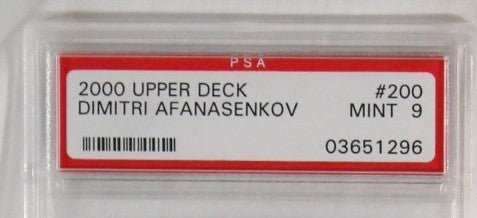 PSA
2000 UPPER DECK #200
DIMITRI AFANASENKOV MINT 9
03651296